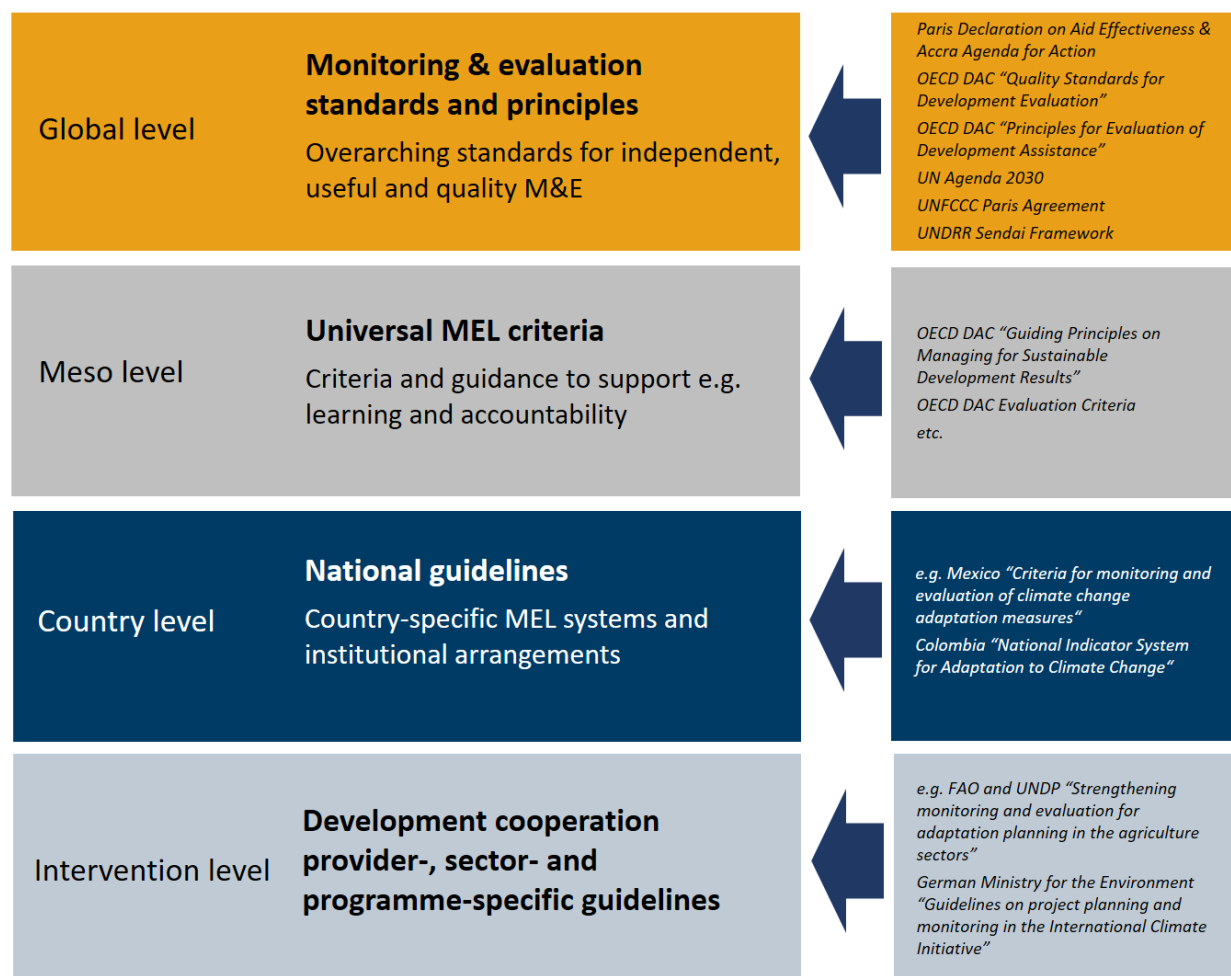 Global level
Monitoring & evaluation
standards and principles
Overarching standards for independent,
useful and quality M&E
Paris Declaration on Aid Effectiveness &
Accra Agenda for Action
OECD DAC “Quality Standards for
Development Evaluation”
OECD DAC “Principles for Evaluation of
Development Assistance”
UN Agenda 2030
UNFCCC Paris Agreement
UNDRR Sendai Framework
Meso level
Universal MEL criteria
Criteria and guidance to support e.g.
learning and accountability
OECD DAC “Guiding Principles on
Managing for Sustainable
Development Results”
OECD DAC Evaluation Criteria
etc.
Country level
National guidelines
Country-specific MEL systems and
institutional arrangements
e.g. Mexico “Criteria for monitoring and
evaluation of climate change
adaptation measures“
Colombia “National Indicator System
for Adaptation to Climate Change“
Intervention level
Development cooperation
provider-, sector- and
programme-specific guidelines
e.g. FAO and UNDP “Strengthening
monitoring and evaluation for
adaptation planning in the agriculture
sectors”
German Ministry for the Environment
“Guidelines on project planning and
monitoring in the International Climate
Initiative”